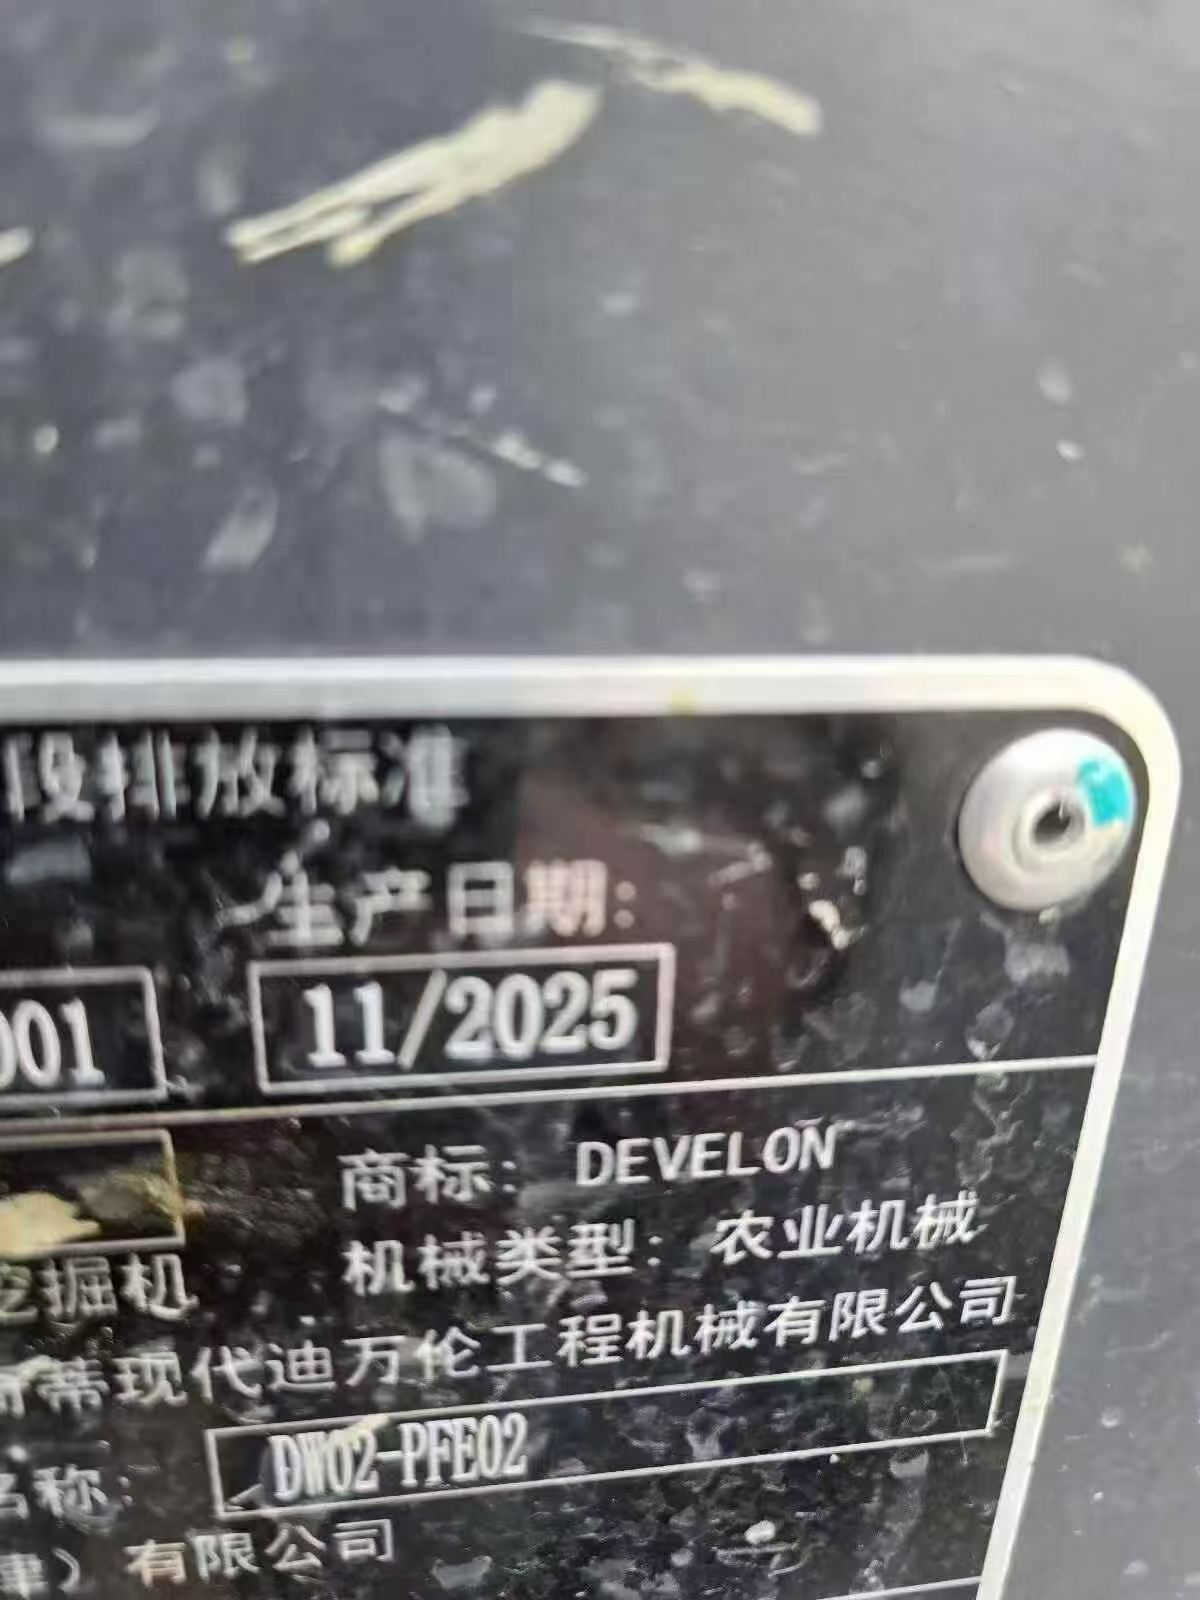 段排放标准
生产日期:
001
11/2025
商标: DEVELON
机械类型: 农业机械
挖掘机
蒂现代迪万伦工程机械有限公司
名称: DW02-PFE02
津）有限公司